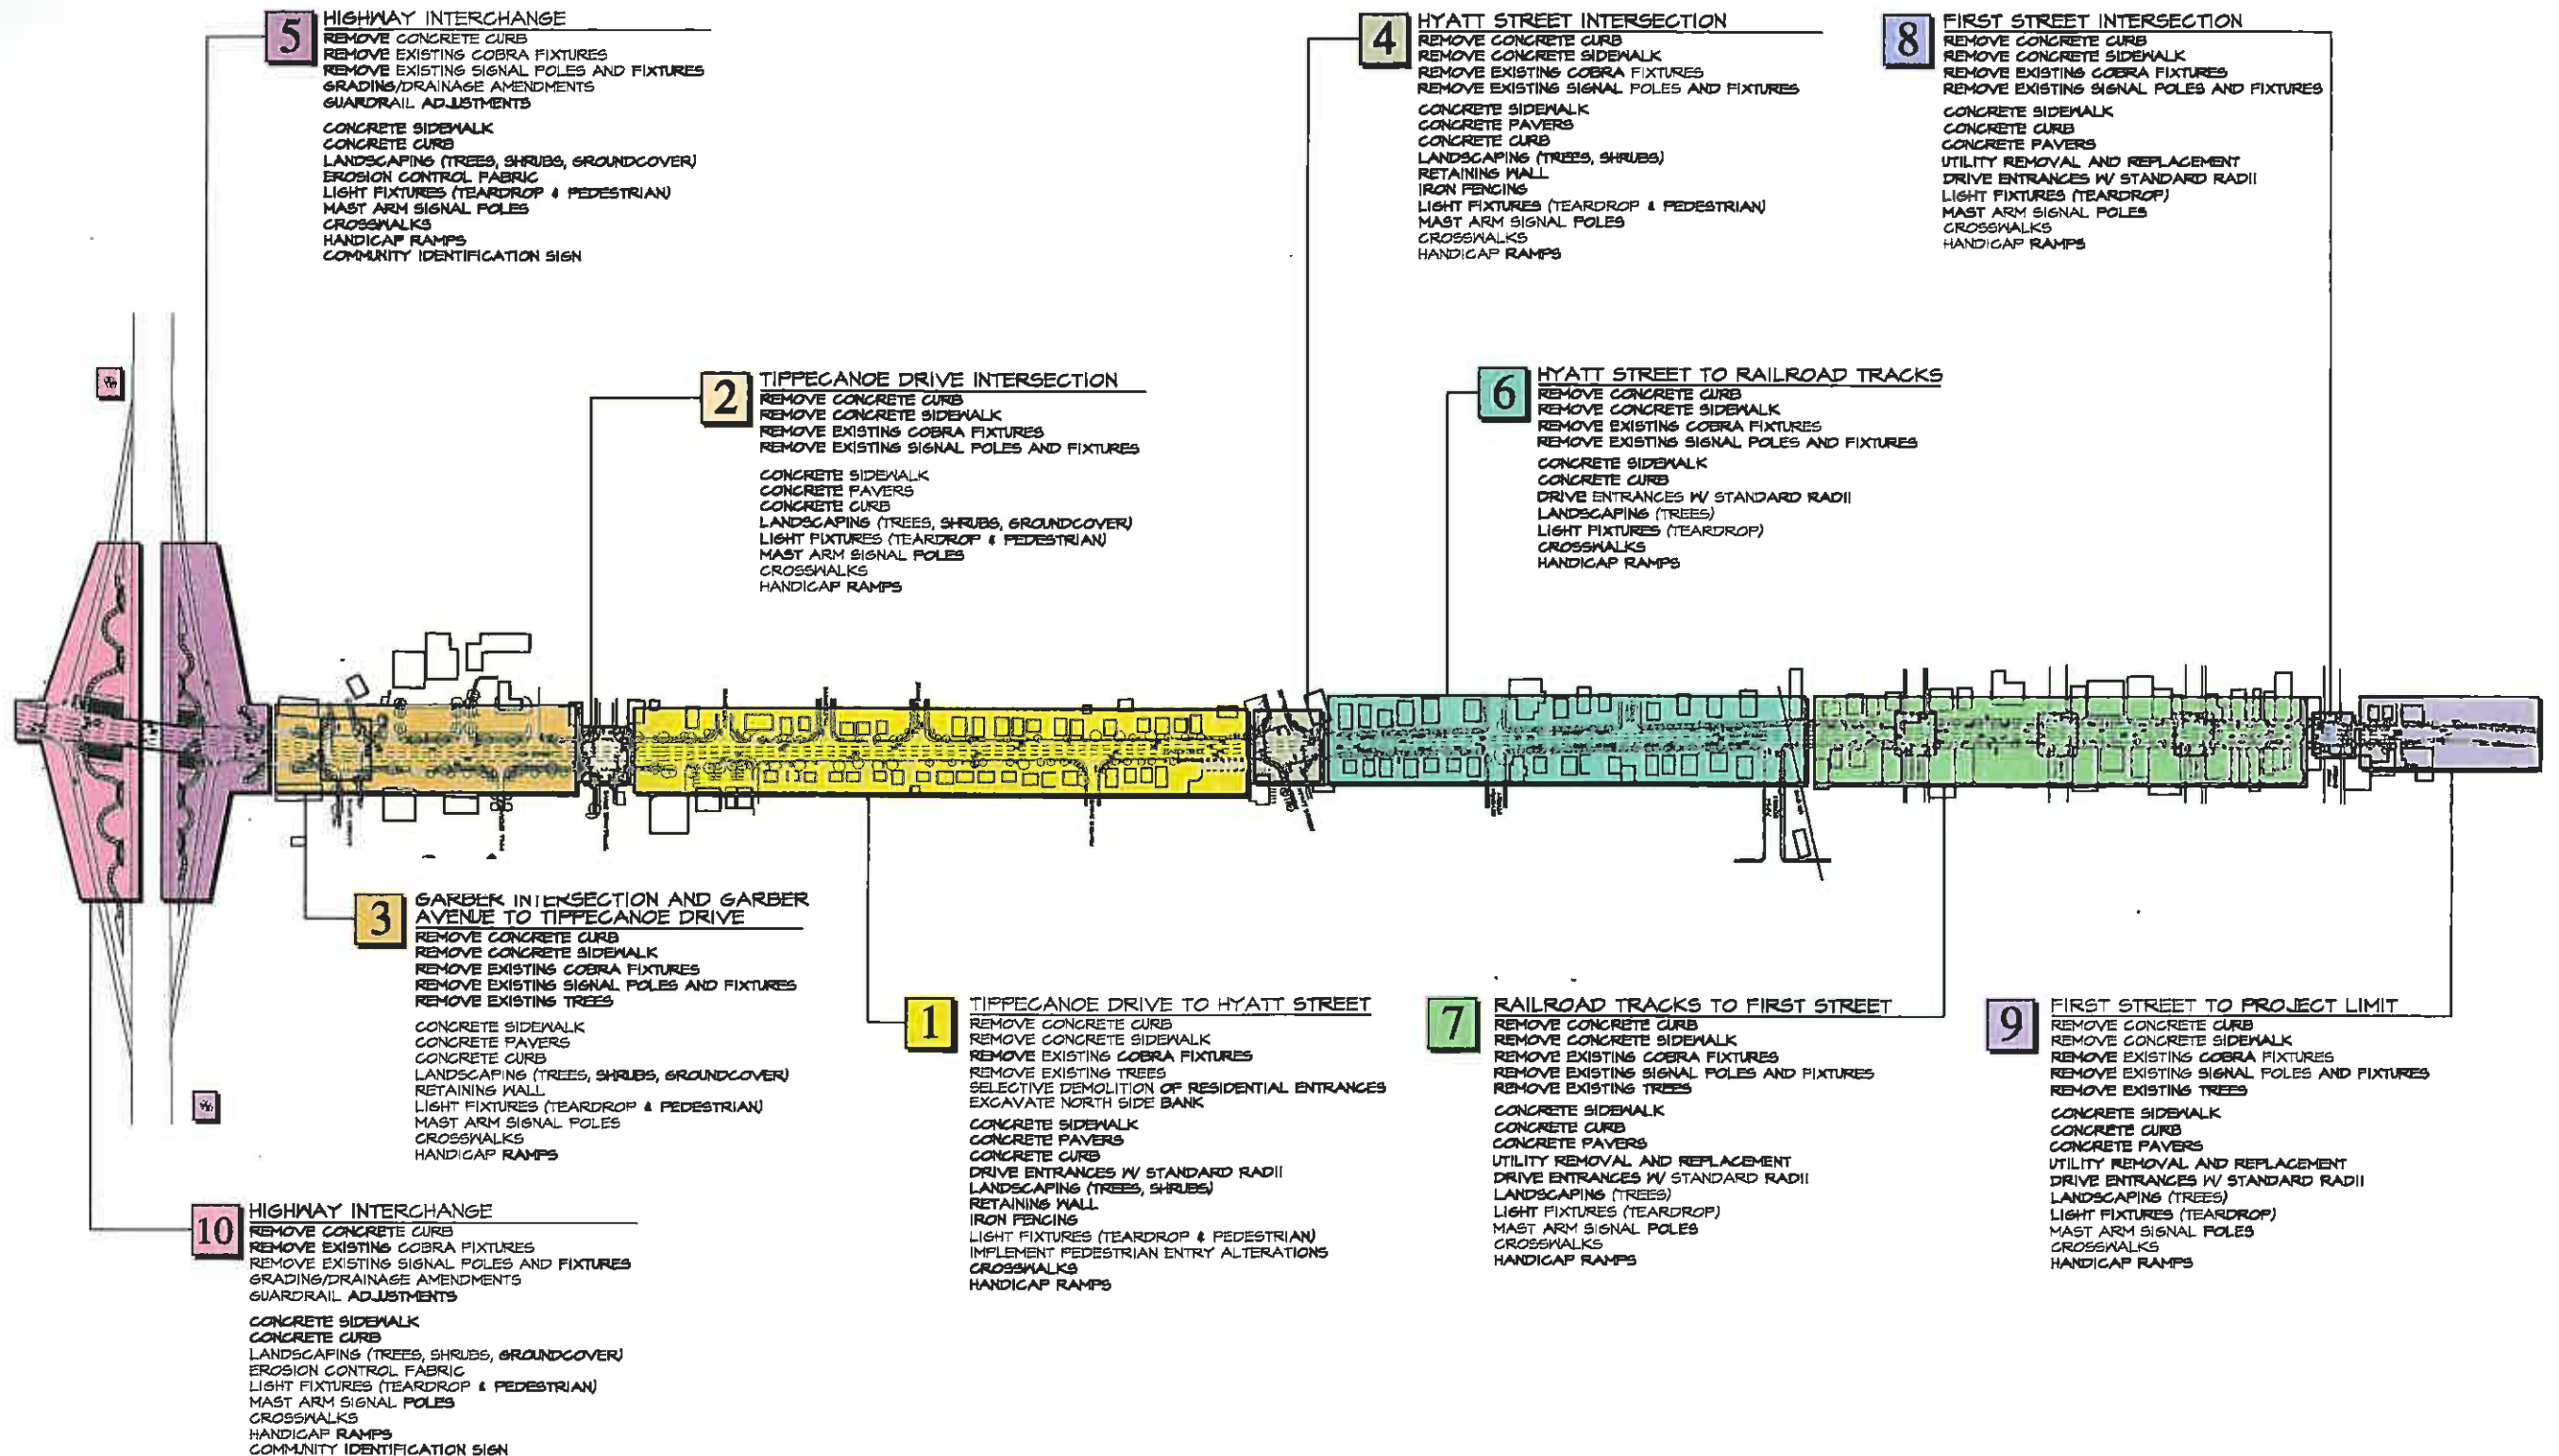 5
HIGHWAY INTERCHANGE
REMOVE CONCRETE CURB
REMOVE EXISTING COBRA FIXTURES
REMOVE EXISTING SIGNAL POLES AND FIXTURES
GRADING/DRAINAGE AMENDMENTS
GUARDRAIL ADJUSTMENTS
CONCRETE SIDEWALK
CONCRETE CURB
LANDSCAPING (TREES, SHRUBS, GROUNDCOVER)
EROSION CONTROL FABRIC
LIGHT FIXTURES (TEARDROP & PEDESTRIAN)
MAST ARM SIGNAL POLES
CROSSWALKS
HANDICAP RAMPS
COMMUNITY IDENTIFICATION SIGN
4
HYATT STREET INTERSECTION
REMOVE CONCRETE CURB
REMOVE CONCRETE SIDEWALK
REMOVE EXISTING COBRA FIXTURES
REMOVE EXISTING SIGNAL POLES AND FIXTURES
CONCRETE SIDEWALK
CONCRETE PAVERS
CONCRETE CURB
LANDSCAPING (TREES, SHRUBS)
RETAINING WALL
IRON FENCING
LIGHT FIXTURES (TEARDROP & PEDESTRIAN)
MAST ARM SIGNAL POLES
CROSSWALKS
HANDICAP RAMPS
8
FIRST STREET INTERSECTION
REMOVE CONCRETE CURB
REMOVE CONCRETE SIDEWALK
REMOVE EXISTING COBRA FIXTURES
REMOVE EXISTING SIGNAL POLES AND FIXTURES
CONCRETE SIDEWALK
CONCRETE CURB
CONCRETE PAVERS
UTILITY REMOVAL AND REPLACEMENT
DRIVE ENTRANCES W/ STANDARD RADII
LIGHT FIXTURES (TEARDROP)
MAST ARM SIGNAL POLES
CROSSWALKS
HANDICAP RAMPS
2
TIPPECANOE DRIVE INTERSECTION
REMOVE CONCRETE CURB
REMOVE CONCRETE SIDEWALK
REMOVE EXISTING COBRA FIXTURES
REMOVE EXISTING SIGNAL POLES AND FIXTURES
CONCRETE SIDEWALK
CONCRETE PAVERS
CONCRETE CURB
LANDSCAPING (TREES, SHRUBS, GROUNDCOVER)
LIGHT FIXTURES (TEARDROP & PEDESTRIAN)
MAST ARM SIGNAL POLES
CROSSWALKS
HANDICAP RAMPS
6
HYATT STREET TO RAILROAD TRACKS
REMOVE CONCRETE CURB
REMOVE CONCRETE SIDEWALK
REMOVE EXISTING COBRA FIXTURES
REMOVE EXISTING SIGNAL POLES AND FIXTURES
CONCRETE SIDEWALK
CONCRETE CURB
DRIVE ENTRANCES W/ STANDARD RADII
LANDSCAPING (TREES)
LIGHT FIXTURES (TEARDROP)
CROSSWALKS
HANDICAP RAMPS
3
GARBER INTERSECTION AND GARBER
AVENUE TO TIPPECANOE DRIVE
REMOVE CONCRETE CURB
REMOVE CONCRETE SIDEWALK
REMOVE EXISTING COBRA FIXTURES
REMOVE EXISTING SIGNAL POLES AND FIXTURES
REMOVE EXISTING TREES
CONCRETE SIDEWALK
CONCRETE PAVERS
CONCRETE CURB
LANDSCAPING (TREES, SHRUBS, GROUNDCOVER)
RETAINING WALL
LIGHT FIXTURES (TEARDROP & PEDESTRIAN)
MAST ARM SIGNAL POLES
CROSSWALKS
HANDICAP RAMPS
1
TIPPECANOE DRIVE TO HYATT STREET
REMOVE CONCRETE CURB
REMOVE CONCRETE SIDEWALK
REMOVE EXISTING COBRA FIXTURES
REMOVE EXISTING TREES
SELECTIVE DEMOLITION OF RESIDENTIAL ENTRANCES
EXCAVATE NORTH SIDE BANK
CONCRETE SIDEWALK
CONCRETE PAVERS
CONCRETE CURB
DRIVE ENTRANCES W/ STANDARD RADII
LANDSCAPING (TREES, SHRUBS)
RETAINING WALL
IRON FENCING
LIGHT FIXTURES (TEARDROP & PEDESTRIAN)
IMPLEMENT PEDESTRIAN ENTRY ALTERATIONS
CROSSWALKS
HANDICAP RAMPS
7
RAILROAD TRACKS TO FIRST STREET
REMOVE CONCRETE CURB
REMOVE CONCRETE SIDEWALK
REMOVE EXISTING COBRA FIXTURES
REMOVE EXISTING SIGNAL POLES AND FIXTURES
REMOVE EXISTING TREES
CONCRETE SIDEWALK
CONCRETE CURB
CONCRETE PAVERS
UTILITY REMOVAL AND REPLACEMENT
DRIVE ENTRANCES W/ STANDARD RADII
LANDSCAPING (TREES)
LIGHT FIXTURES (TEARDROP)
MAST ARM SIGNAL POLES
CROSSWALKS
HANDICAP RAMPS
9
FIRST STREET TO PROJECT LIMIT
REMOVE CONCRETE CURB
REMOVE CONCRETE SIDEWALK
REMOVE EXISTING COBRA FIXTURES
REMOVE EXISTING SIGNAL POLES AND FIXTURES
REMOVE EXISTING TREES
CONCRETE SIDEWALK
CONCRETE CURB
CONCRETE PAVERS
UTILITY REMOVAL AND REPLACEMENT
DRIVE ENTRANCES W/ STANDARD RADII
LANDSCAPING (TREES)
LIGHT FIXTURES (TEARDROP)
MAST ARM SIGNAL POLES
CROSSWALKS
HANDICAP RAMPS
10
HIGHWAY INTERCHANGE
REMOVE CONCRETE CURB
REMOVE EXISTING COBRA FIXTURES
REMOVE EXISTING SIGNAL POLES AND FIXTURES
GRADING/DRAINAGE AMENDMENTS
GUARDRAIL ADJUSTMENTS
CONCRETE SIDEWALK
CONCRETE CURB
LANDSCAPING (TREES, SHRUBS, GROUNDCOVER)
EROSION CONTROL FABRIC
LIGHT FIXTURES (TEARDROP & PEDESTRIAN)
MAST ARM SIGNAL POLES
CROSSWALKS
HANDICAP RAMPS
COMMUNITY IDENTIFICATION SIGN